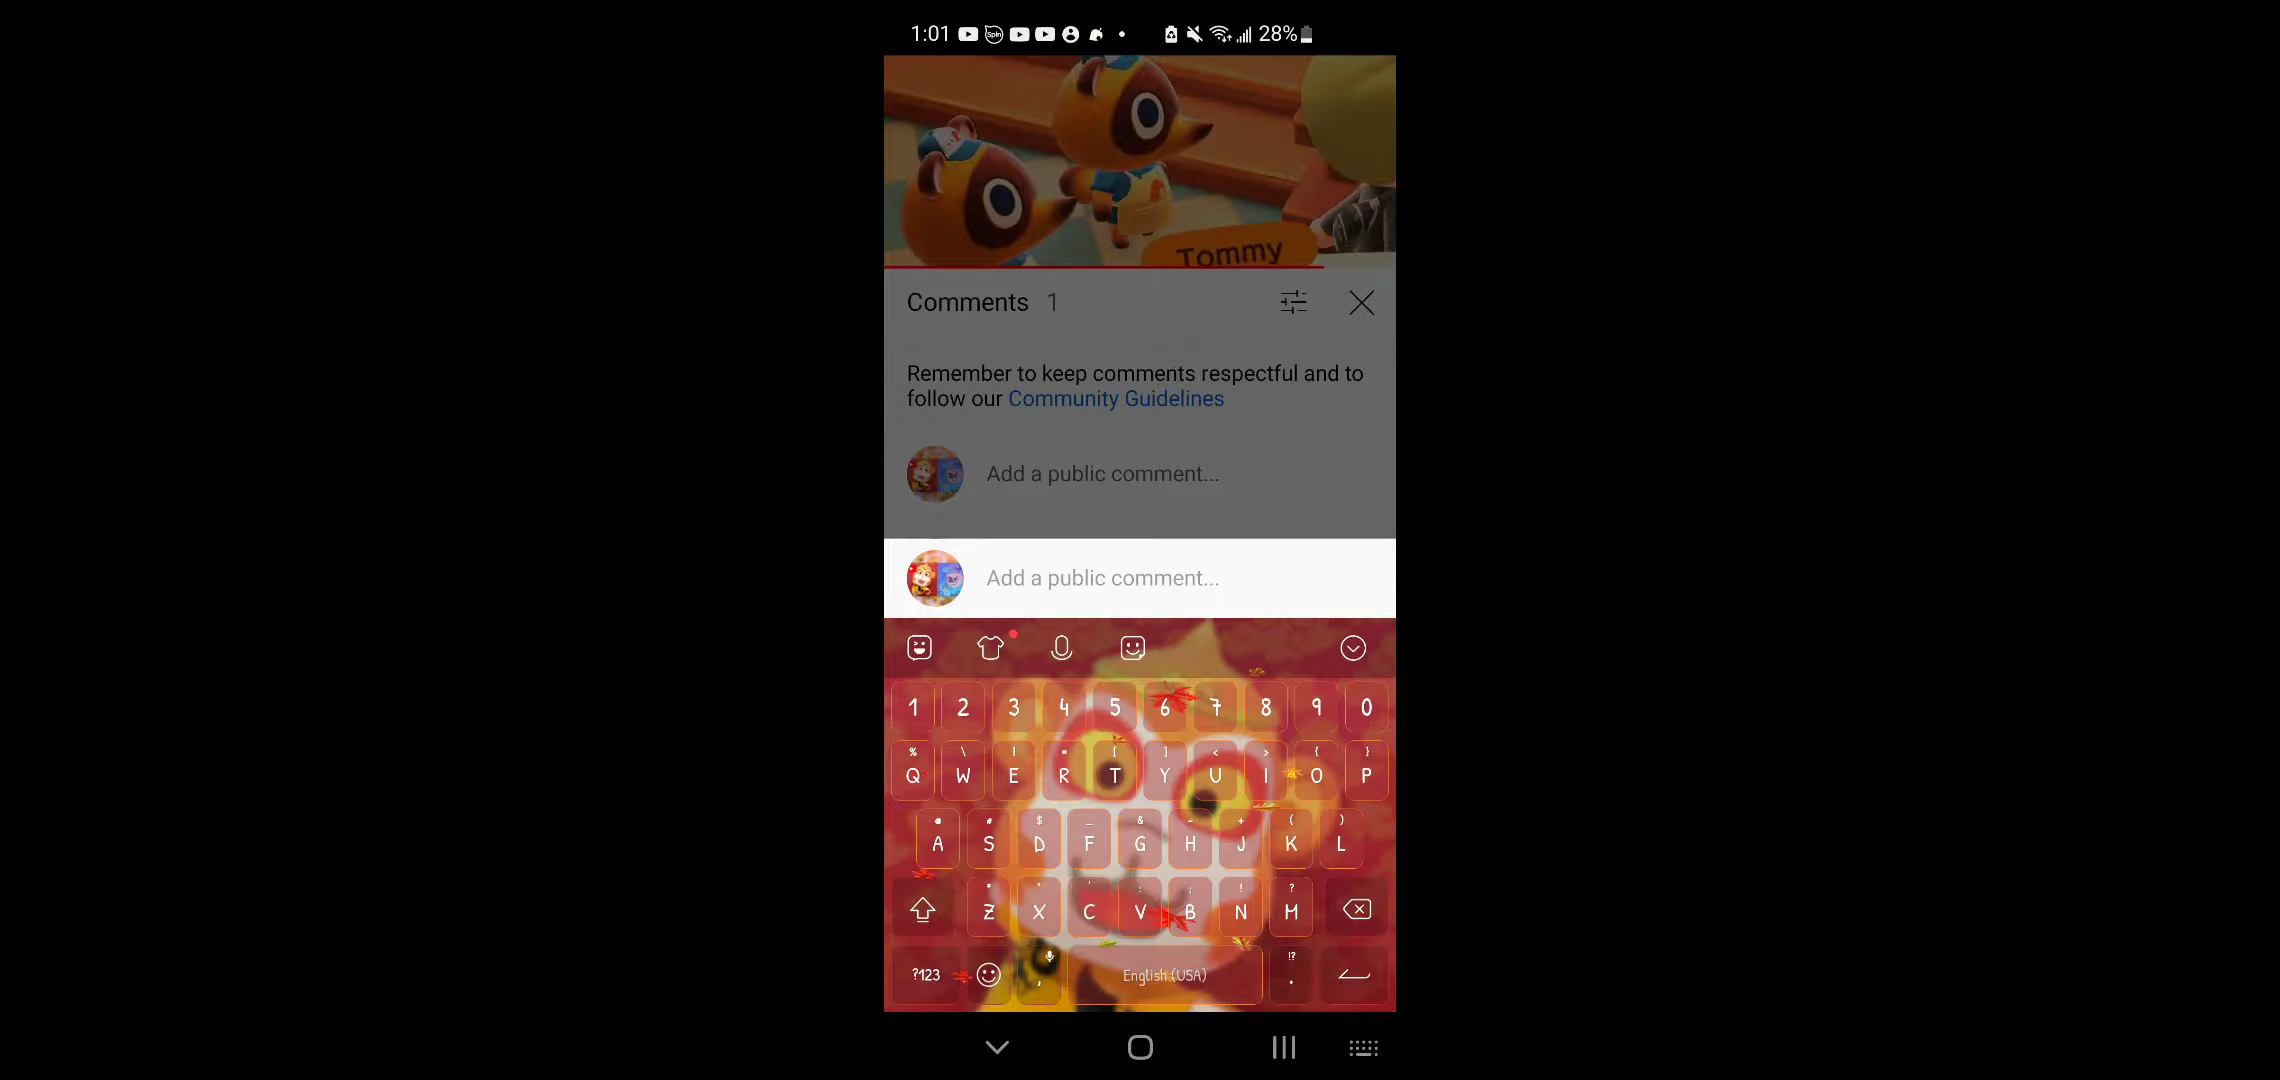 1:01 Spin 28%
Tommy
Comments 1
Remember to keep comments respectful and to
follow our Community Guidelines
Add a public comment...
Add a public comment...
1 2 3 4 5 6 7 8 9 0
% \ | = [ ] < > { }
Q W E R T Y U I O P
@ # $ _ & - + ( )
A S D F G H J K L
* " ' : ; ! ?
Z X C V B N M
!?
?123 , English (USA) .